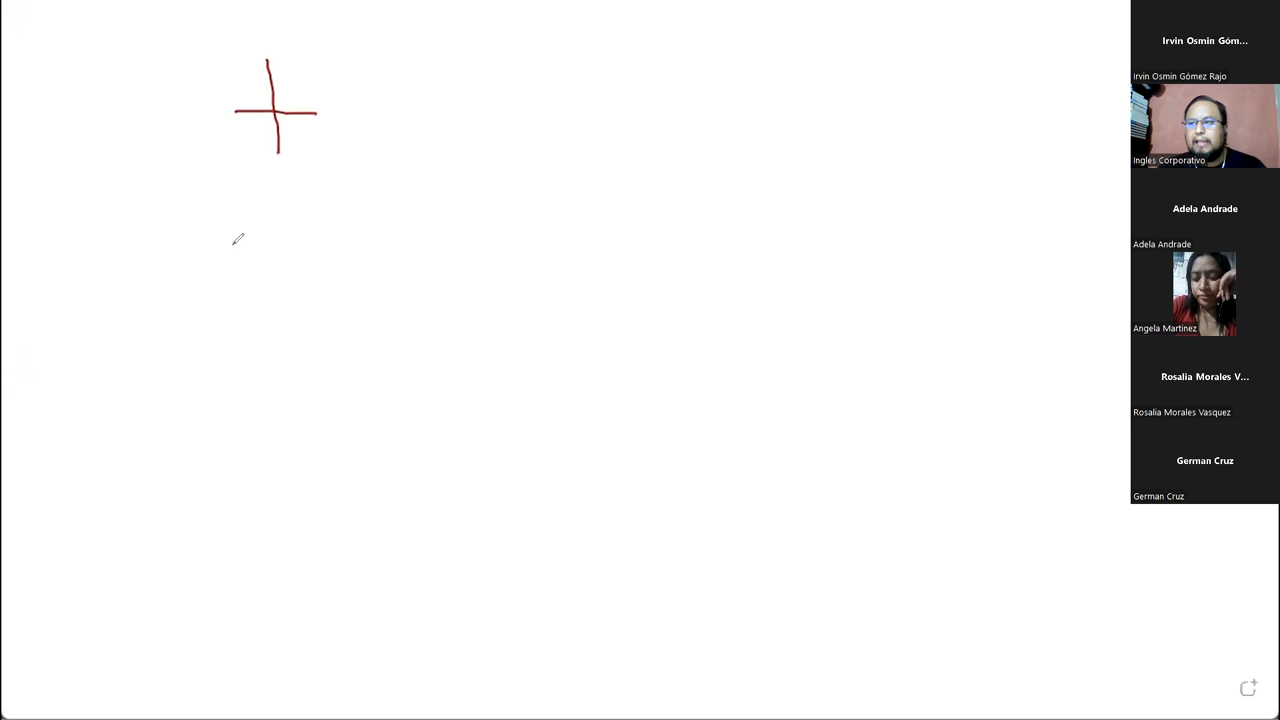 Irvin Osmin Góm...
Irvin Osmin Gómez Rajo
Ingles Corporativo
Adela Andrade
Adela Andrade
Angela Martinez
Rosalia Morales V...
Rosalia Morales Vasquez
German Cruz
German Cruz